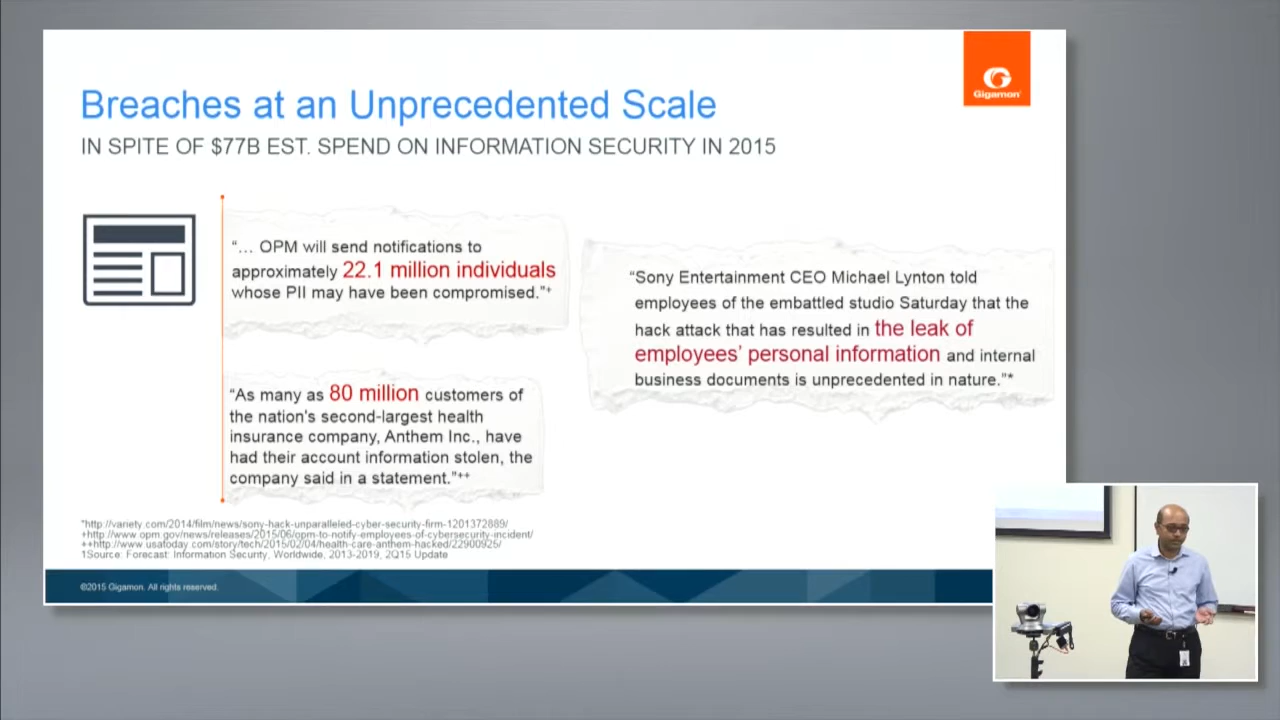 Gigamon
Breaches at an Unprecedented Scale
IN SPITE OF $77B EST. SPEND ON INFORMATION SECURITY IN 2015
“... OPM will send notifications to
approximately 22.1 million individuals
whose PII may have been compromised.”+
“As many as 80 million customers of
the nation's second-largest health
insurance company, Anthem Inc., have
had their account information stolen, the
company said in a statement.”++
“Sony Entertainment CEO Michael Lynton told
employees of the embattled studio Saturday that the
hack attack that has resulted in the leak of
employees’ personal information and internal
business documents is unprecedented in nature.”*
*http://variety.com/2014/film/news/sony-hack-unparalleled-cyber-security-firm-1201372889/
+http://www.opm.gov/news/releases/2015/06/opm-to-notify-employees-of-cybersecurity-incident/
++http://www.usatoday.com/story/tech/2015/02/04/health-care-anthem-hacked/22900925/
1Source: Forecast: Information Security, Worldwide, 2013-2019, 2Q15 Update
©2015 Gigamon. All rights reserved.